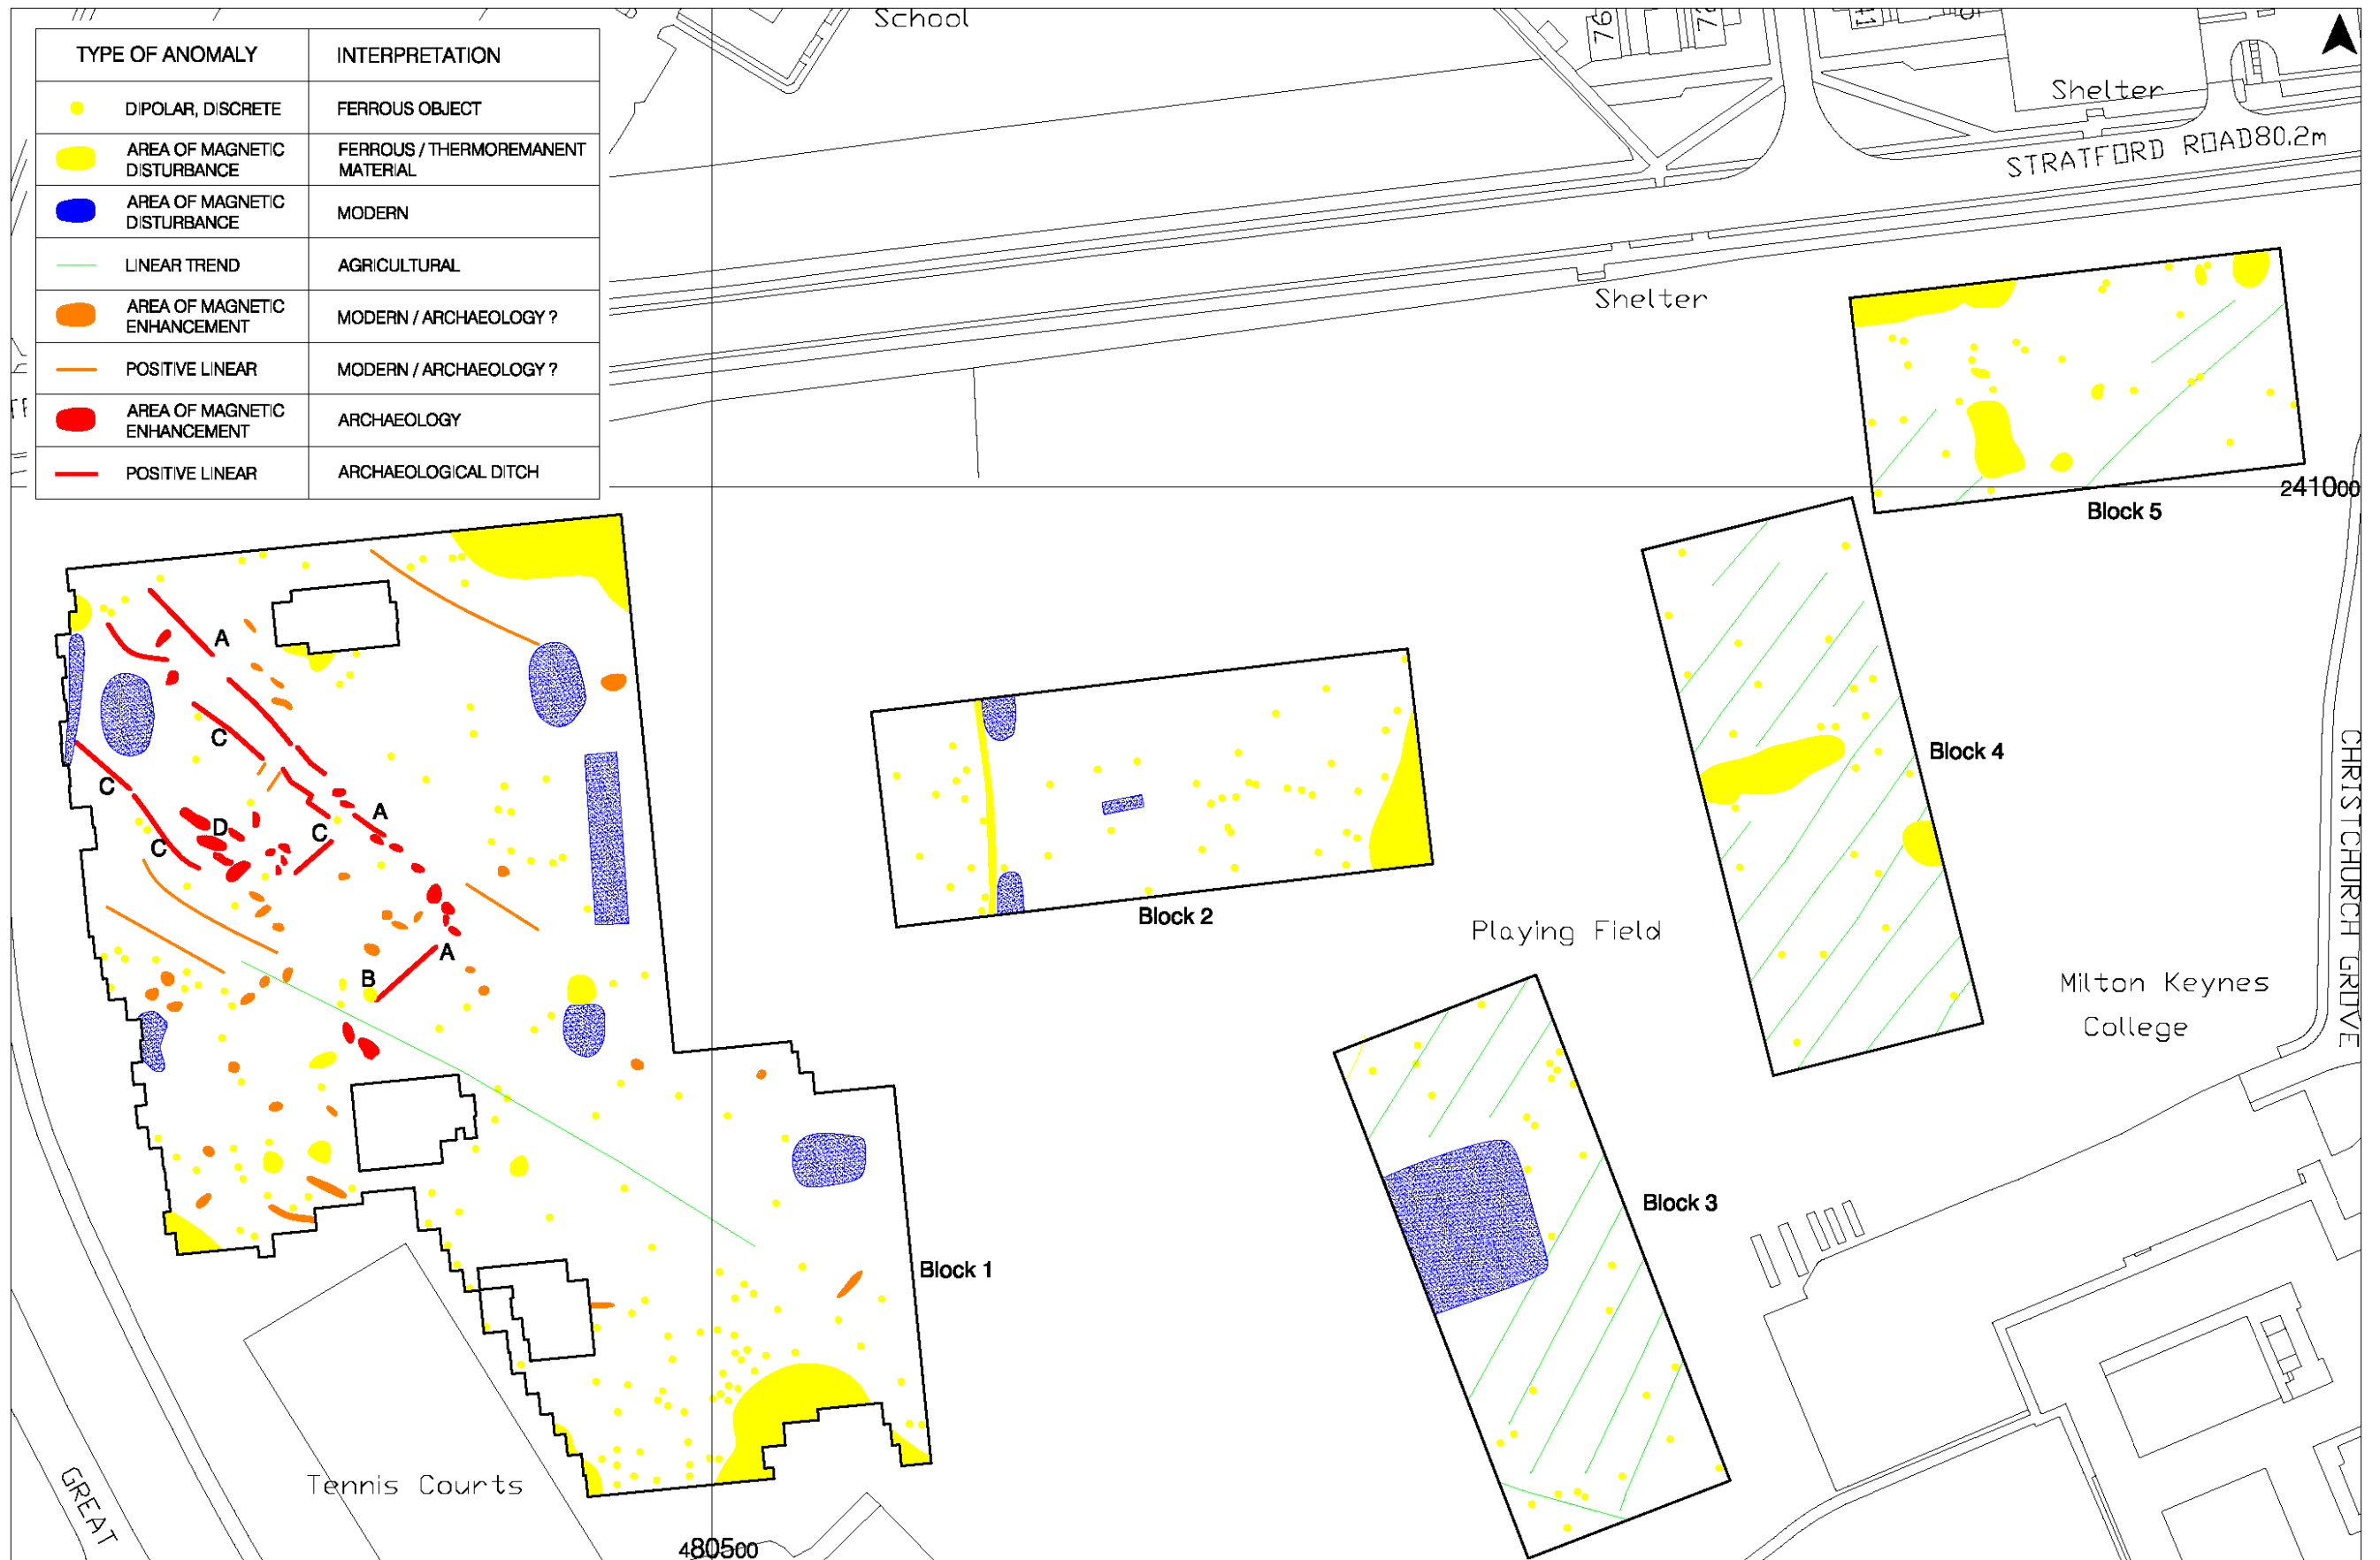 School
76
TYPE OF ANOMALY
INTERPRETATION
DIPOLAR, DISCRETE
FERROUS OBJECT
AREA OF MAGNETIC
DISTURBANCE
FERROUS / THERMOREMANENT
MATERIAL
AREA OF MAGNETIC
DISTURBANCE
MODERN
LINEAR TREND
AGRICULTURAL
AREA OF MAGNETIC
ENHANCEMENT
MODERN / ARCHAEOLOGY ?
POSITIVE LINEAR
MODERN / ARCHAEOLOGY ?
AREA OF MAGNETIC
ENHANCEMENT
ARCHAEOLOGY
POSITIVE LINEAR
ARCHAEOLOGICAL DITCH
Shelter
STRATFORD ROAD 80.2m
Shelter
241000
Block 5
A
C
C
A
D
C
C
A
B
Block 2
Block 4
Playing Field
Milton Keynes
College
CHRISTCHURCH GROVE
Block 3
Block 1
Tennis Courts
GREAT
480500